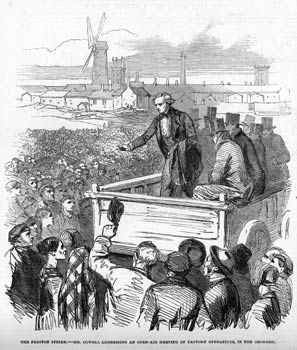 THE PRESTON STRIKE.—MR. COWELL ADDRESSING AN OPEN-AIR MEETING OF FACTORY OPERATIVES, IN THE ORCHARD.